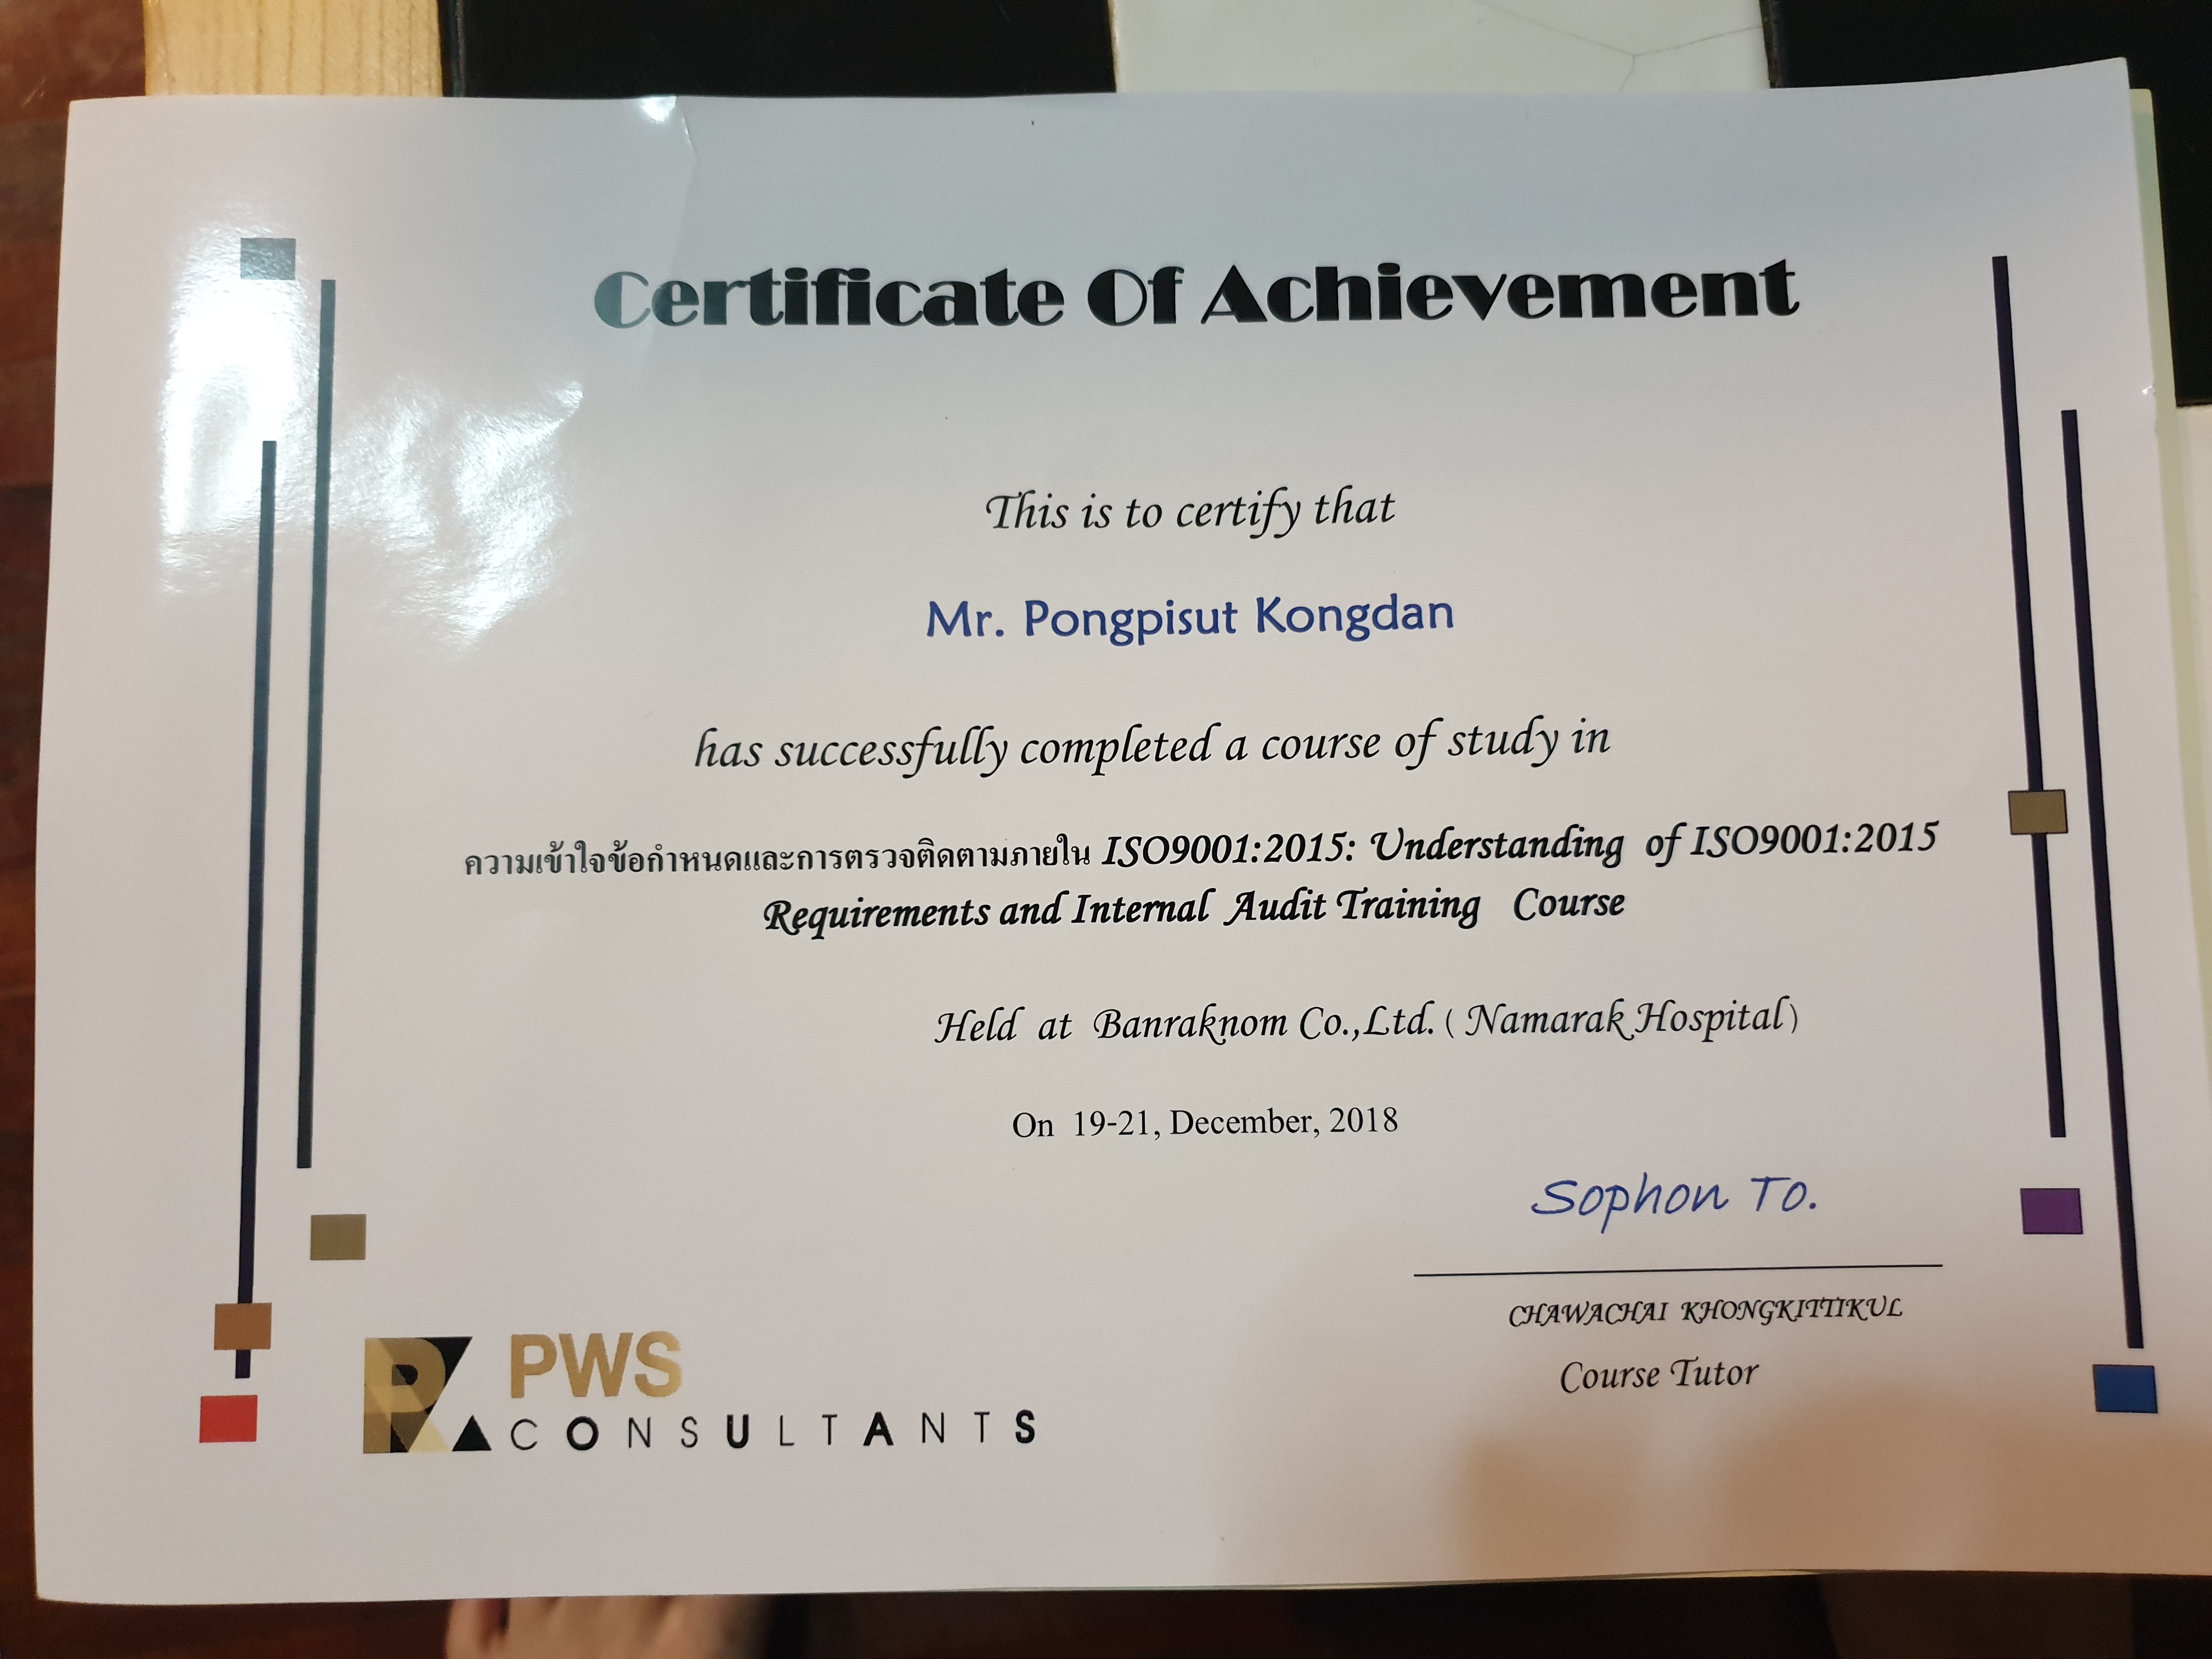 Certificate Of Achievement
This is to certify that
Mr. Pongpisut Kongdan
has successfully completed a course of study in
ความเข้าใจข้อกำหนดและการตรวจติดตามภายใน ISO9001:2015: Understanding of ISO9001:2015
Requirements and Internal Audit Training Course
Held at Banraknom Co.,Ltd. ( Namarak Hospital)
On 19-21, December, 2018
Sophon To.
CHAWACHAI KHONGKITTIKUL
Course Tutor
PWS
CONSULTANTS